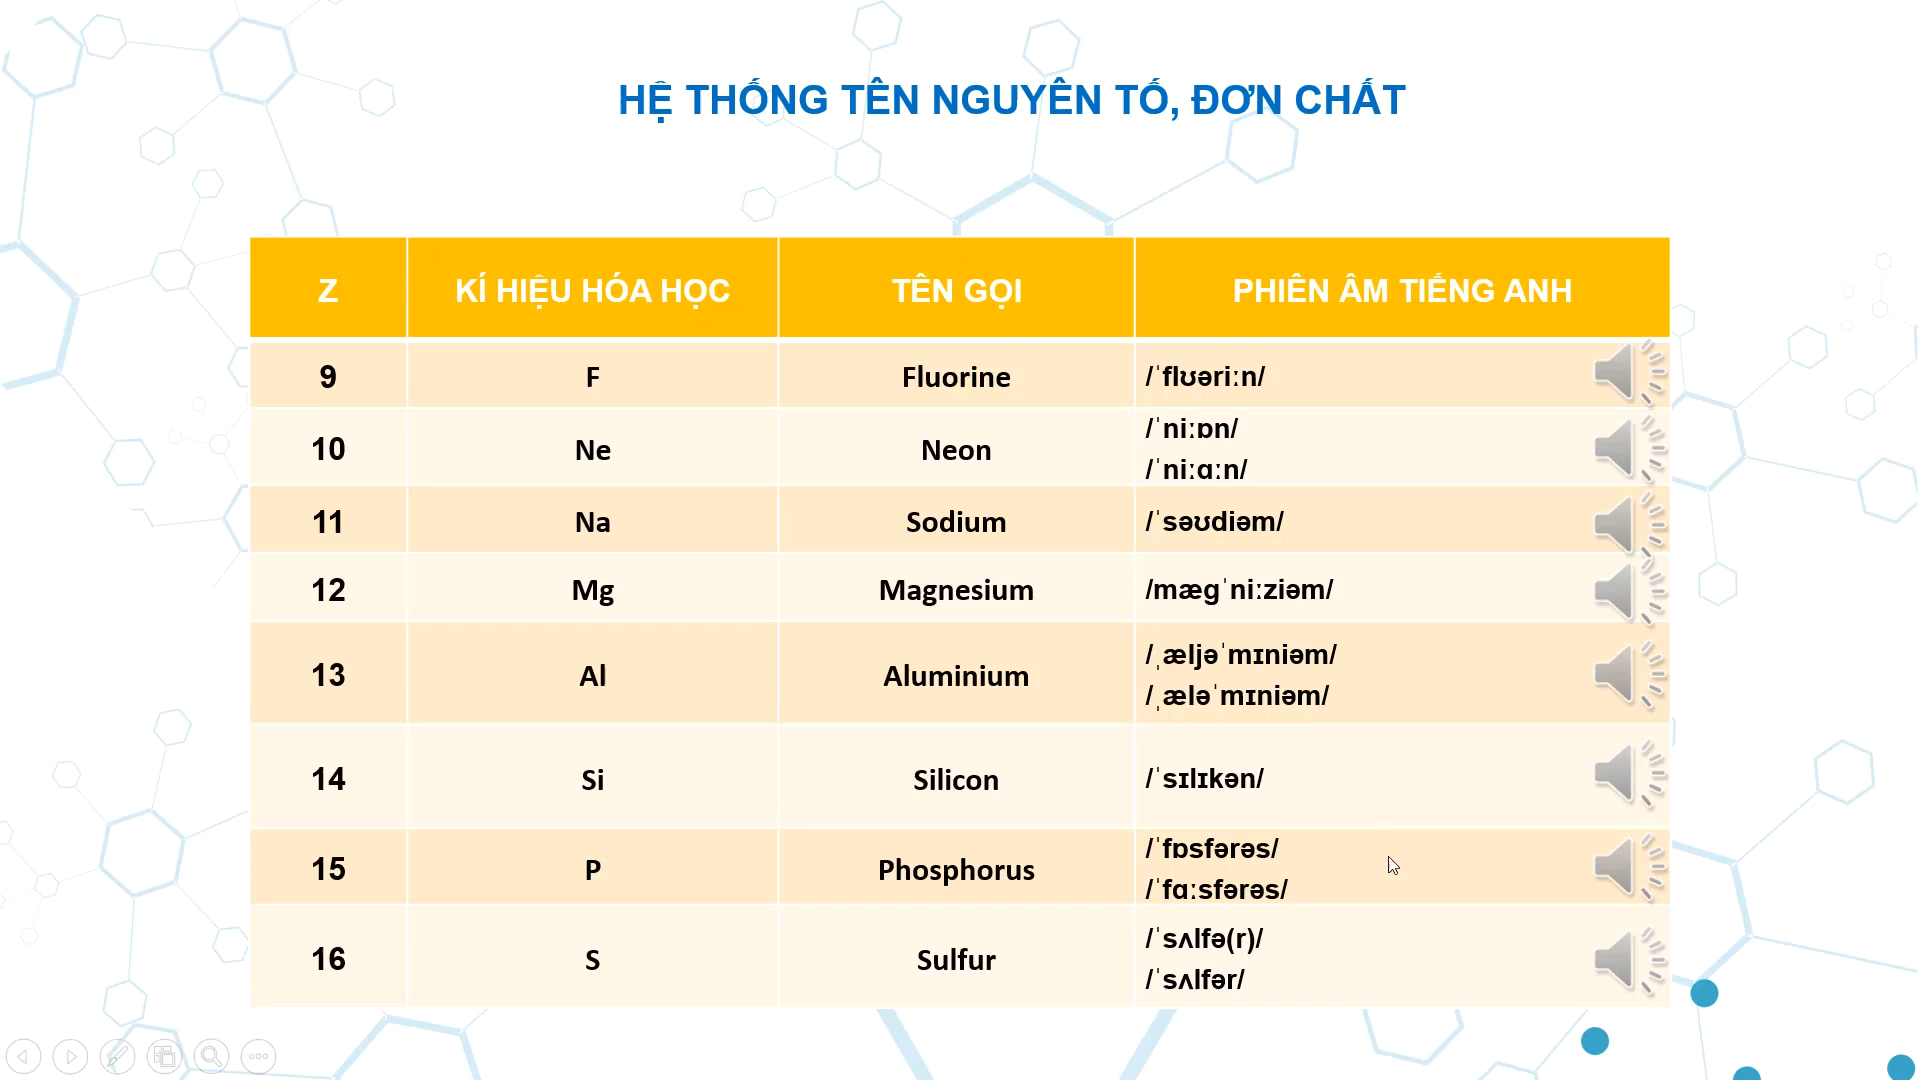 HỆ THỐNG TÊN NGUYÊN TỐ, ĐƠN CHẤT
Z KÍ HIỆU HÓA HỌC TÊN GỌI PHIÊN ÂM TIẾNG ANH
9 F Fluorine /ˈflʊəriːn/
10 Ne Neon /ˈniːɒn/
/ˈniːɑːn/
11 Na Sodium /ˈsəʊdiəm/
12 Mg Magnesium /mæɡˈniːziəm/
13 Al Aluminium /ˌæljəˈmɪniəm/
/ˌæləˈmɪniəm/
14 Si Silicon /ˈsɪlɪkən/
15 P Phosphorus /ˈfɒsfərəs/
/ˈfɑːsfərəs/
16 S Sulfur /ˈsʌlfə(r)/
/ˈsʌlfər/